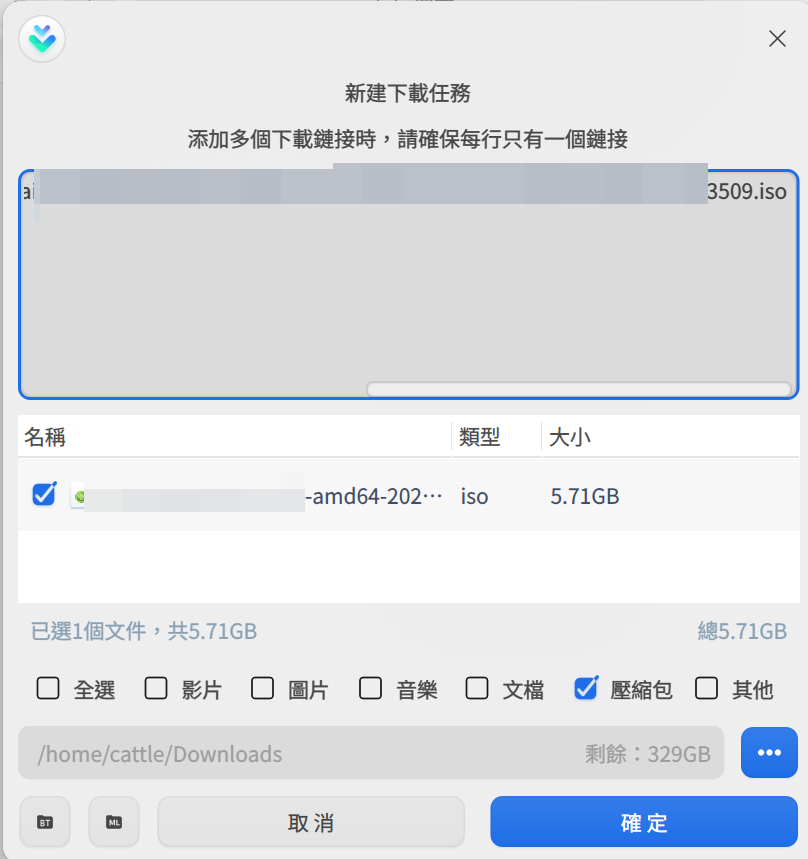 新建下載任務
添加多個下載鏈接時，請確保每行只有一個鏈接
3509.iso
名稱 類型 大小
-amd64-202… iso 5.71GB
已選1個文件，共5.71GB 總5.71GB
全選 影片 圖片 音樂 文檔 壓縮包 其他
/home/cattle/Downloads 剩餘：329GB
BT ML 取消 確定